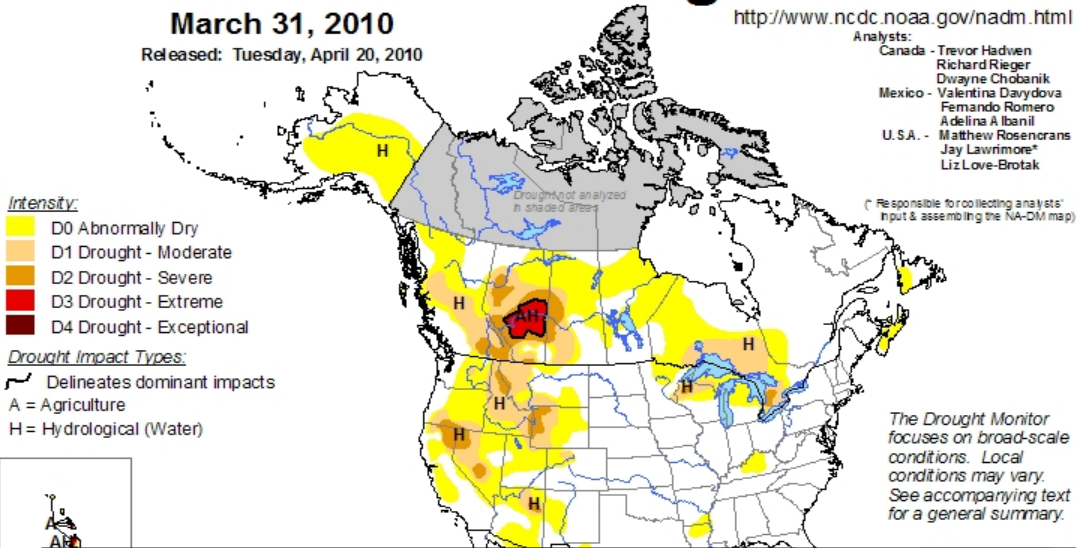 March 31, 2010
Released: Tuesday, April 20, 2010
http://www.ncdc.noaa.gov/nadm.html
Analysts:
Canada - Trevor Hadwen
Richard Rieger
Dwayne Chobanik
Mexico - Valentina Davydova
Fernando Romero
Adelina Albanil
U.S.A. - Matthew Rosencrans
Jay Lawrimore*
Liz Love-Brotak
(* Responsible for collecting analysts'
input & assembling the NA-DM map)
Drought not analyzed
in shaded areas
H
Intensity:
D0 Abnormally Dry
D1 Drought - Moderate
D2 Drought - Severe
D3 Drought - Extreme
D4 Drought - Exceptional
Drought Impact Types:
Delineates dominant impacts
A = Agriculture
H = Hydrological (Water)
H
AH
H
H
H
H
H
The Drought Monitor
focuses on broad-scale
conditions. Local
conditions may vary.
See accompanying text
for a general summary.
A
AH